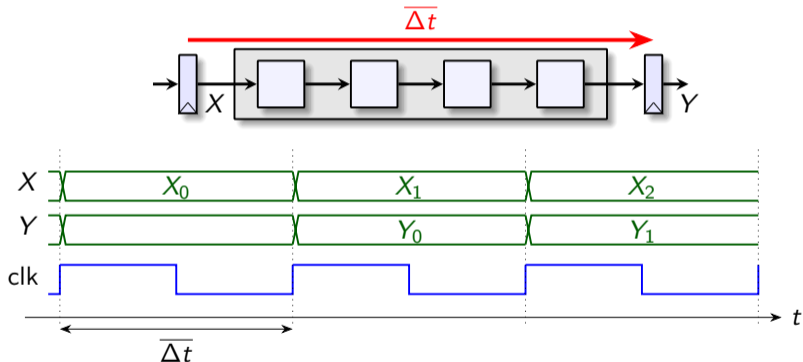 Δt
X Y
X X₀ X₁ X₂
Y Y₀ Y₁
clk
t
Δt